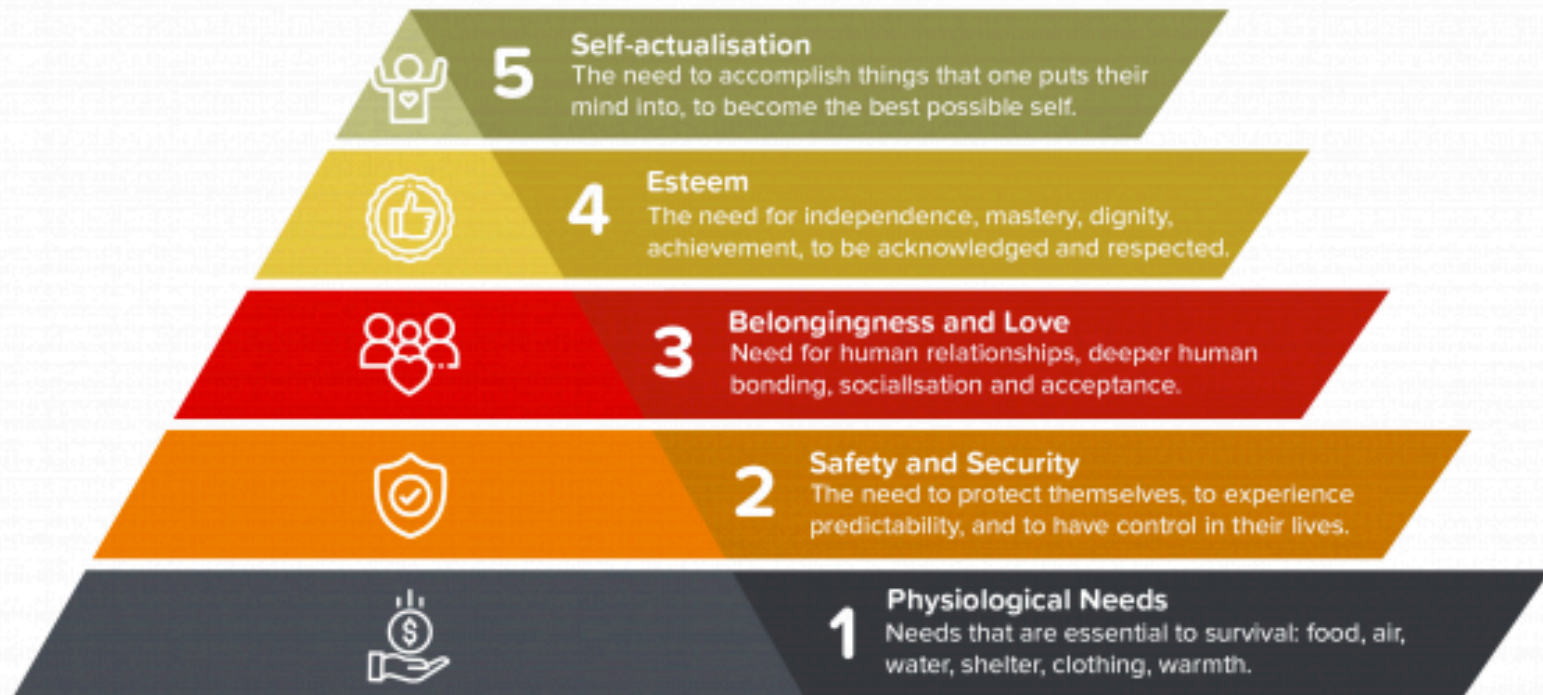 5
Self-actualisation
The need to accomplish things that one puts their
mind into, to become the best possible self.
4
Esteem
The need for independence, mastery, dignity,
achievement, to be acknowledged and respected.
3
Belongingness and Love
Need for human relationships, deeper human
bonding, sociallsation and acceptance.
2
Safety and Security
The need to protect themselves, to experience
predictability, and to have control in their lives.
$
1
Physiological Needs
Needs that are essential to survival: food, air,
water, shelter, clothing, warmth.